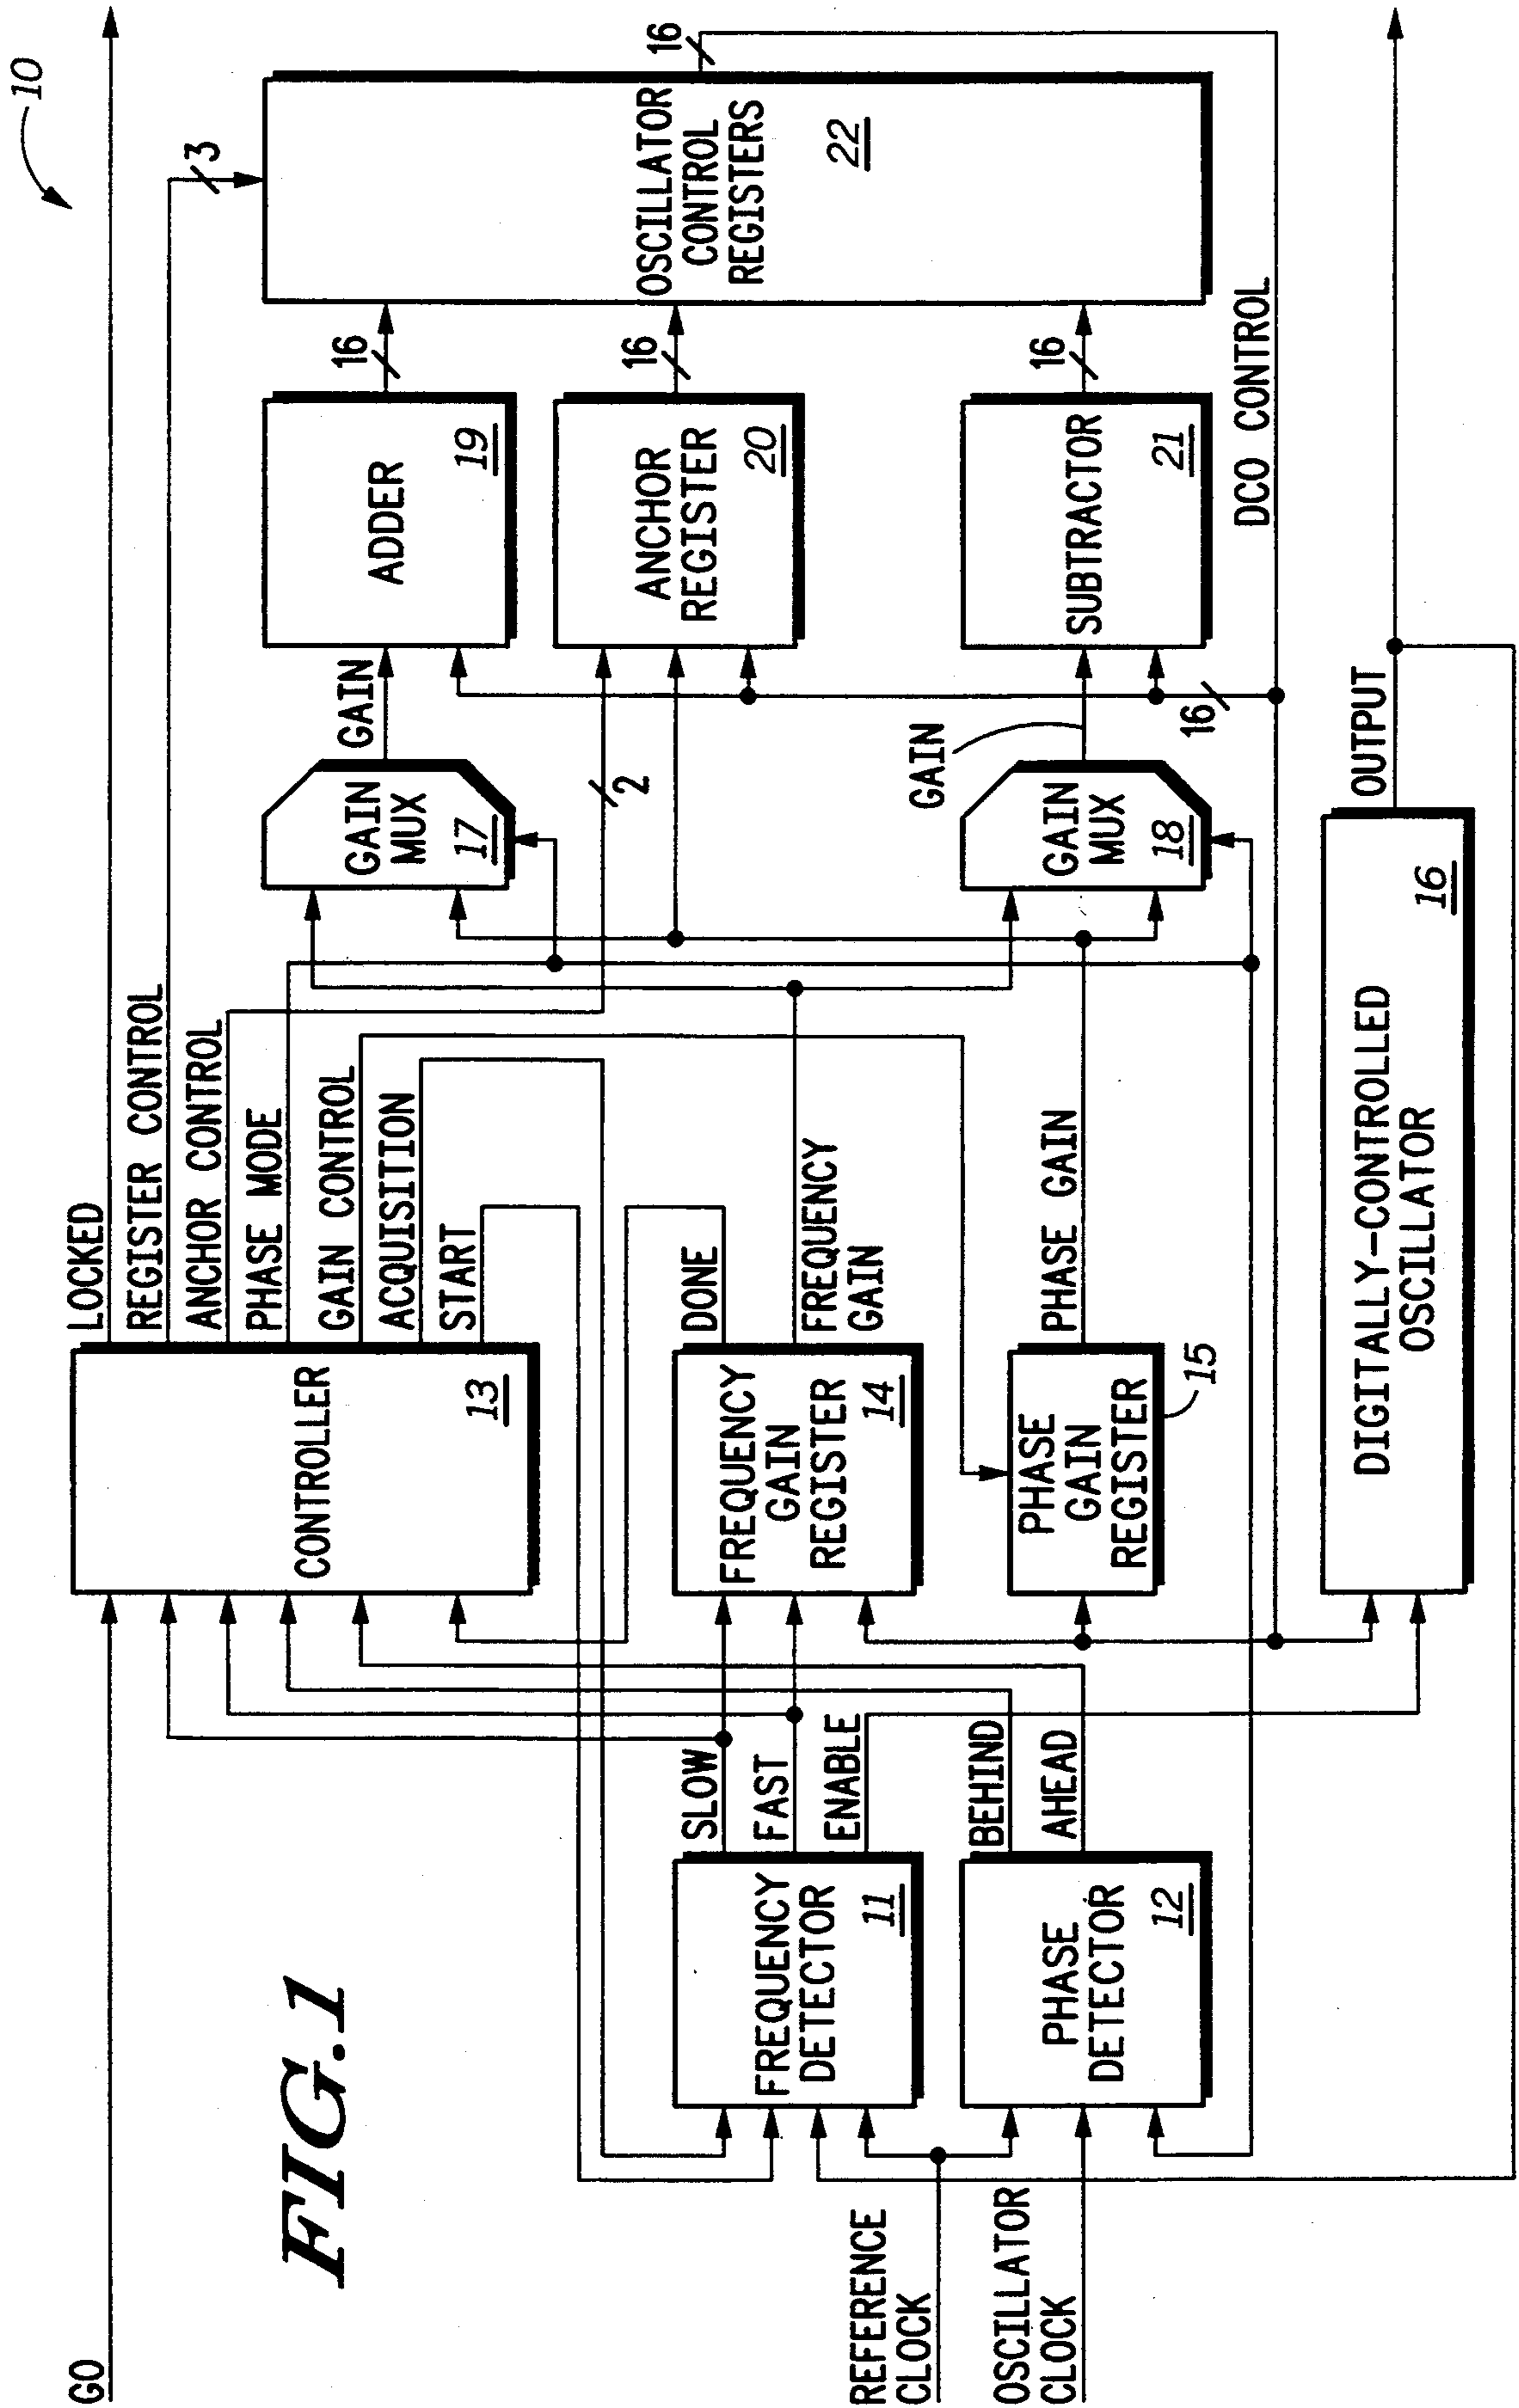 FIG.1
10
GO
REFERENCE
CLOCK
OSCILLATOR
CLOCK
FREQUENCY
DETECTOR
11
PHASE
DETECTOR
12
SLOW
FAST
ENABLE
BEHIND
AHEAD
CONTROLLER
13
FREQUENCY
GAIN
REGISTER
14
PHASE
GAIN
REGISTER
15
DIGITALLY-CONTROLLED
OSCILLATOR
16
LOCKED
REGISTER CONTROL
ANCHOR CONTROL
PHASE MODE
GAIN CONTROL
ACQUISITION
START
DONE
FREQUENCY
GAIN
PHASE GAIN
GAIN
MUX
17
GAIN
MUX
18
GAIN
2
GAIN
16
OUTPUT
ADDER
19
ANCHOR
REGISTER
20
SUBTRACTOR
21
DCO CONTROL
16
16
16
3
OSCILLATOR
CONTROL
REGISTERS
22
16